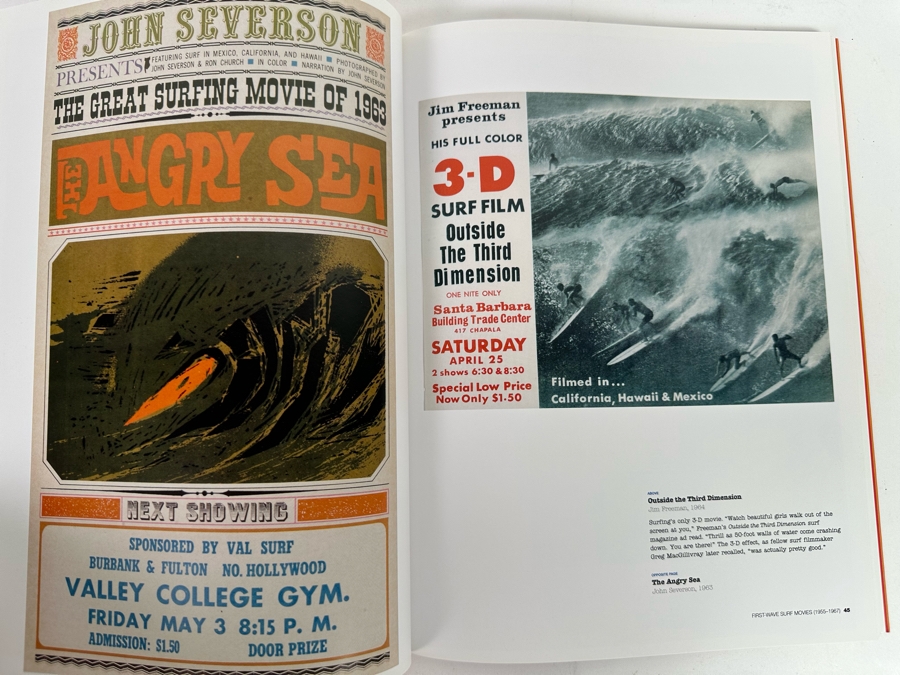 JOHN SEVERSON
PRESENTS: FEATURING SURF IN MEXICO, CALIFORNIA, AND HAWAII ■ PHOTOGRAPHED BY
JOHN SEVERSON & RON CHURCH ■ IN COLOR ■ NARRATION BY JOHN SEVERSON
THE GREAT SURFING MOVIE OF 1963
THE ANGRY SEA
NEXT SHOWING
SPONSORED BY VAL SURF
BURBANK & FULTON NO. HOLLYWOOD
VALLEY COLLEGE GYM.
FRIDAY MAY 3 8:15 P. M.
ADMISSION: $1.50 DOOR PRIZE
Jim Freeman
presents
HIS FULL COLOR
3-D
SURF FILM
Outside
The Third
Dimension
ONE NITE ONLY
Santa Barbara
Building Trade Center
417 CHAPALA
SATURDAY
APRIL 25
2 shows 6:30 & 8:30
Special Low Price
Now Only $1.50
Filmed in...
California, Hawaii & Mexico
ABOVE
Outside the Third Dimension
Jim Freeman, 1964
Surfing's only 3-D movie. "Watch beautiful girls walk out of the
screen at you," Freeman's Outside the Third Dimension surf
magazine ad read. "Thrill as 50-foot walls of water come crashing
down. You are there!" The 3-D effect, as fellow surf filmmaker
Greg MacGillivray later recalled, "was actually pretty good."
OPPOSITE PAGE
The Angry Sea
John Severson, 1963
FIRST-WAVE SURF MOVIES (1955–1967) 45